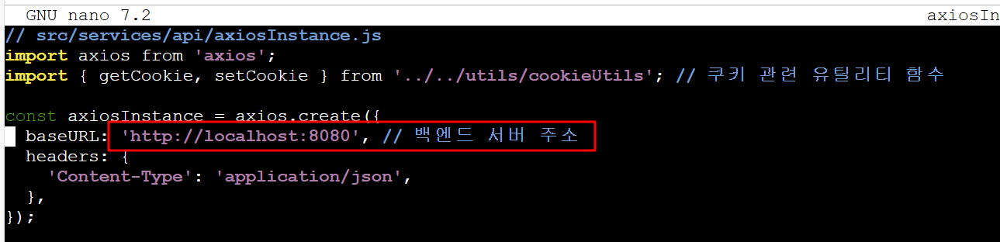 GNU nano 7.2 axiosIn
// src/services/api/axiosInstance.js
import axios from 'axios';
import { getCookie, setCookie } from '../../utils/cookieUtils'; // 쿠키 관련 유틸리티 함수
const axiosInstance = axios.create({
baseURL: 'http://localhost:8080', // 백엔드 서버 주소
headers: {
'Content-Type': 'application/json',
},
});